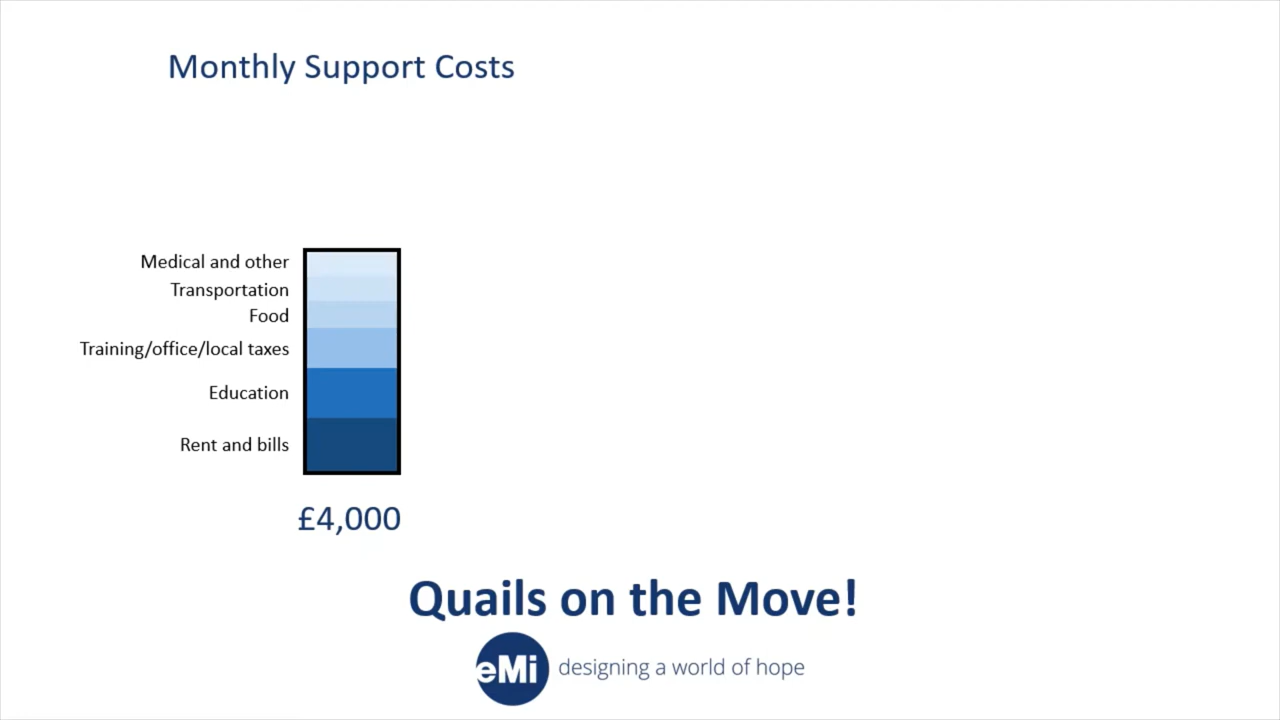 Monthly Support Costs
Medical and other
Transportation
Food
Training/office/local taxes
Education
Rent and bills
£4,000
Quails on the Move!
eMi designing a world of hope